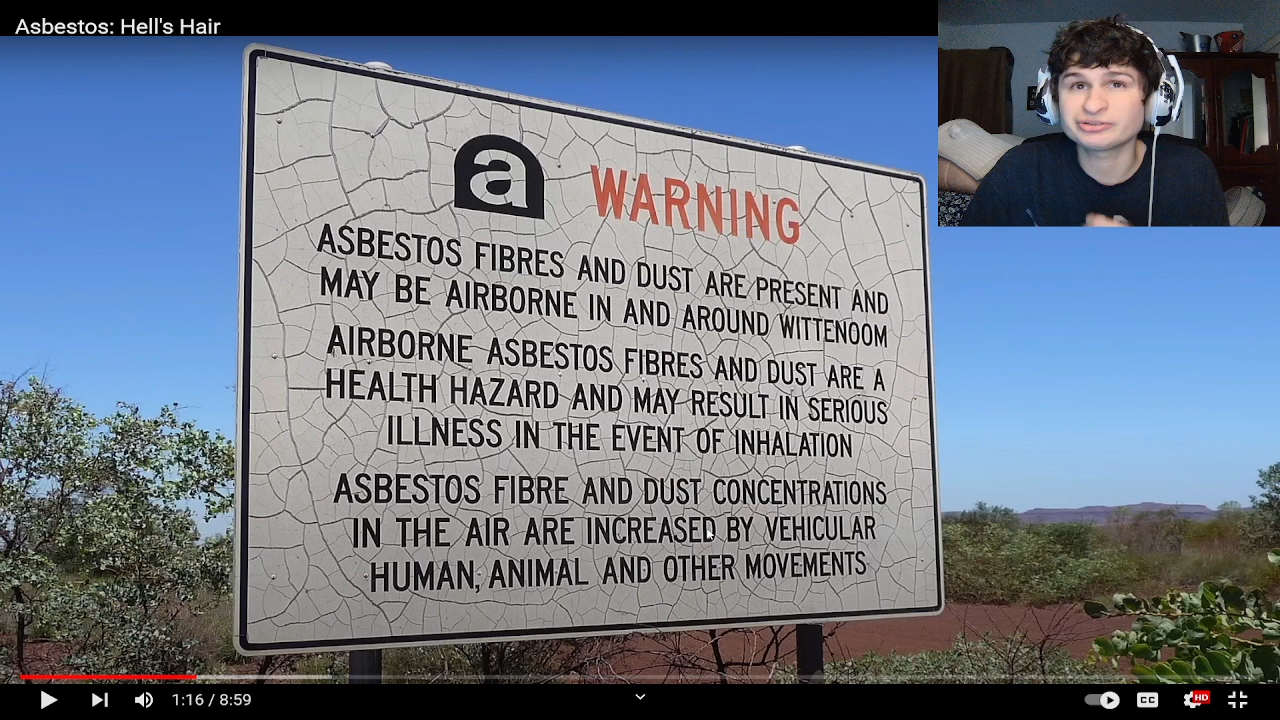 Asbestos: Hell's Hair
a WARNING
ASBESTOS FIBRES AND DUST ARE PRESENT AND
MAY BE AIRBORNE IN AND AROUND WITTENOOM
AIRBORNE ASBESTOS FIBRES AND DUST ARE A
HEALTH HAZARD AND MAY RESULT IN SERIOUS
ILLNESS IN THE EVENT OF INHALATION
ASBESTOS FIBRE AND DUST CONCENTRATIONS
IN THE AIR ARE INCREASED BY VEHICULAR
HUMAN, ANIMAL AND OTHER MOVEMENTS
1:16 / 8:59
CC
HD